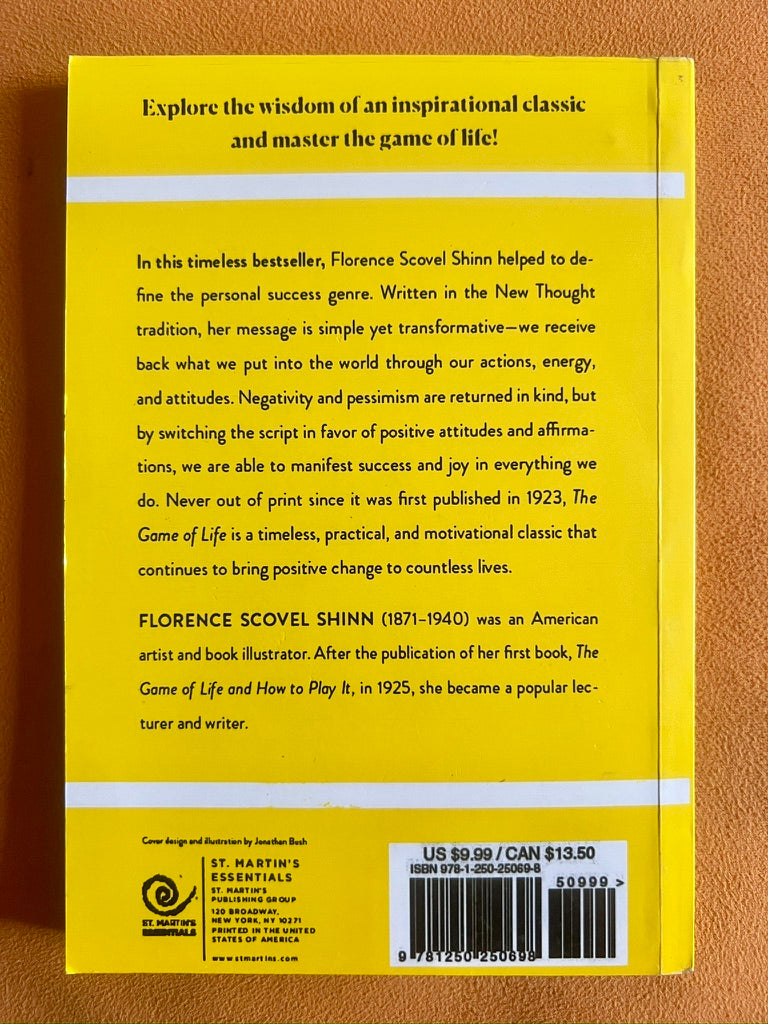 Explore the wisdom of an inspirational classic
and master the game of life!
In this timeless bestseller, Florence Scovel Shinn helped to de-
fine the personal success genre. Written in the New Thought
tradition, her message is simple yet transformative—we receive
back what we put into the world through our actions, energy,
and attitudes. Negativity and pessimism are returned in kind, but
by switching the script in favor of positive attitudes and affirma-
tions, we are able to manifest success and joy in everything we
do. Never out of print since it was first published in 1923, The
Game of Life is a timeless, practical, and motivational classic that
continues to bring positive change to countless lives.
FLORENCE SCOVEL SHINN (1871–1940) was an American
artist and book illustrator. After the publication of her first book, The
Game of Life and How to Play It, in 1925, she became a popular lec-
turer and writer.
Cover design and illustration by Jonathan Bush
ST. MARTIN'S
ESSENTIALS
ST. MARTIN'S
ESSENTIALS
ST. MARTIN'S
PUBLISHING GROUP
120 BROADWAY,
NEW YORK, NY 10271
PRINTED IN THE UNITED
STATES OF AMERICA
www.stmartins.com
US $9.99 / CAN $13.50
ISBN 978-1-250-25069-8
50999 >
9 781250 250698